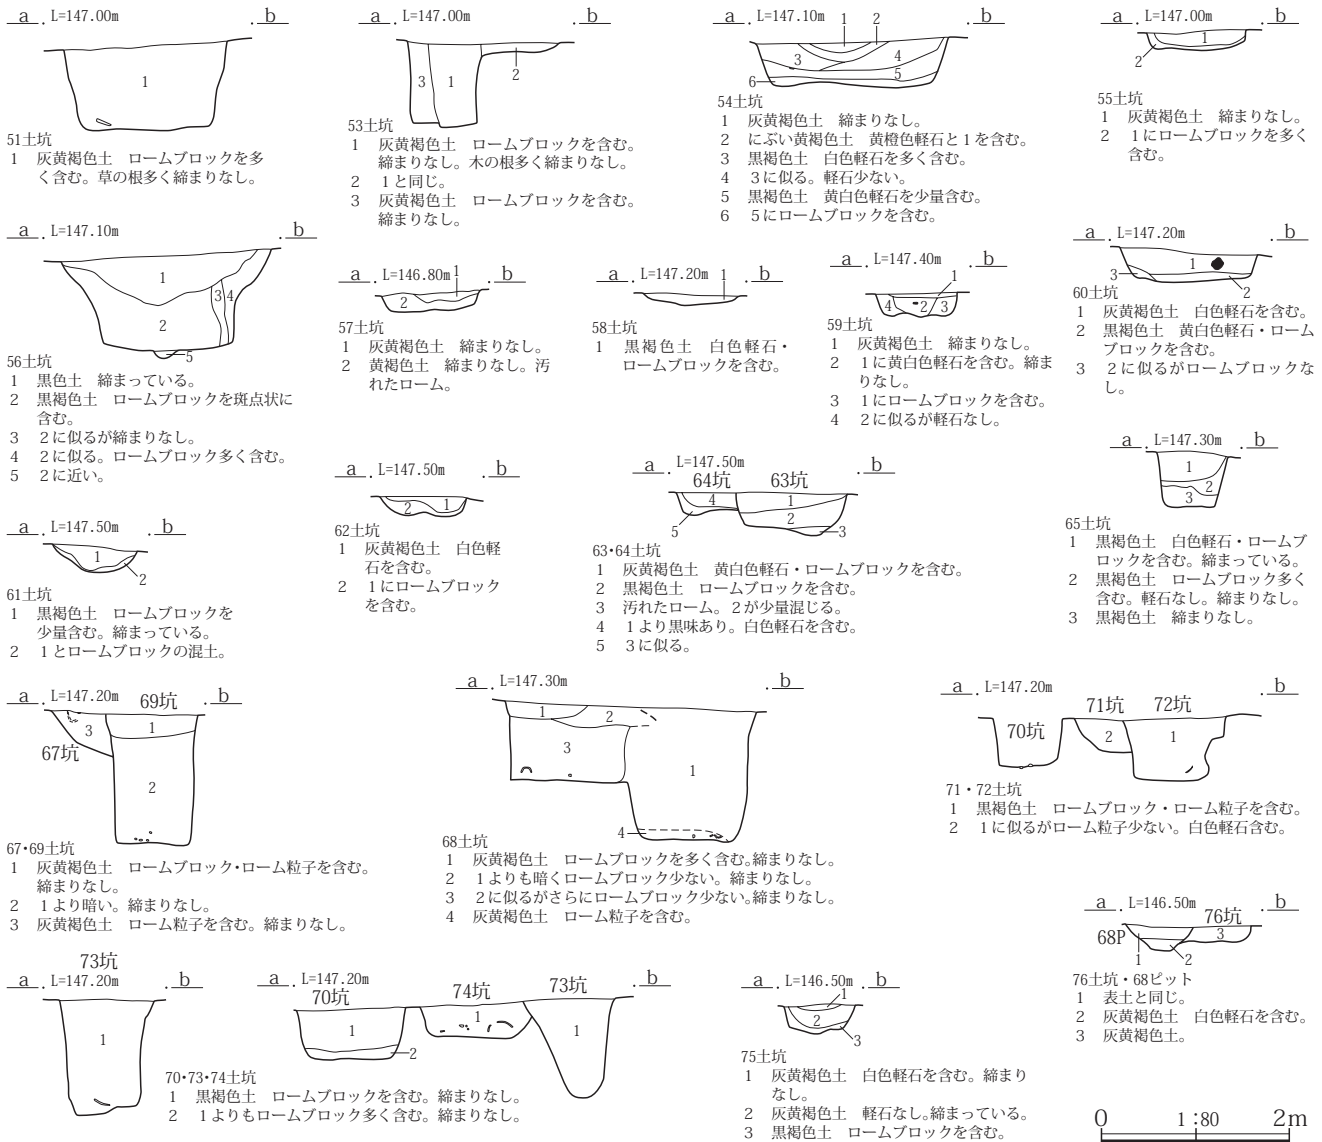 a . L=147.00m . b
1
51土坑
1 灰黄褐色土 ロームブロックを多
く含む。草の根多く締まりなし。
a . L=147.00m . b
3 1 2
53土坑
1 灰黄褐色土 ロームブロックを含む。
締まりなし。木の根多く締まりなし。
2 1と同じ。
3 灰黄褐色土 ロームブロックを含む。
締まりなし。
a . L=147.10m . b
1 2
3 4
5
6
54土坑
1 灰黄褐色土 締まりなし。
2 にぶい黄褐色土 黄橙色軽石と1を含む。
3 黒褐色土 白色軽石を多く含む。
4 3に似る。軽石少ない。
5 黒褐色土 黄白色軽石を少量含む。
6 5にロームブロックを含む。
a . L=147.00m . b
1
2
55土坑
1 灰黄褐色土 締まりなし。
2 1にロームブロックを多く
含む。
a . L=147.10m . b
1
3 4
2
5
56土坑
1 黒色土 締まっている。
2 黒褐色土 ロームブロックを斑点状に
含む。
3 2に似るが締まりなし。
4 2に似る。ロームブロック多く含む。
5 2に近い。
a . L=146.80m . b
1
2
57土坑
1 灰黄褐色土 締まりなし。
2 黄褐色土 締まりなし。汚
れたローム。
a . L=147.20m . b
1
58土坑
1 黒褐色土 白色軽石・
ロームブロックを含む。
a . L=147.40m . b
1
4 2 3
59土坑
1 灰黄褐色土 締まりなし。
2 1に黄白色軽石を含む。締ま
りなし。
3 1にロームブロックを含む。
4 2に似るが軽石なし。
a . L=147.20m . b
1
3
2
60土坑
1 灰黄褐色土 白色軽石を含む。
2 黒褐色土 黄白色軽石・ローム
ブロックを含む。
3 2に似るがロームブロックな
し。
a . L=147.50m . b
1
2
61土坑
1 黒褐色土 ロームブロックを
少量含む。締まっている。
2 1とロームブロックの混土。
a . L=147.50m . b
2 1
62土坑
1 灰黄褐色土 白色軽
石を含む。
2 1にロームブロック
を含む。
a . L=147.50m . b
64坑 63坑
4 1
2
5 3
63・64土坑
1 灰黄褐色土 黄白色軽石・ロームブロックを含む。
2 黒褐色土 ロームブロックを含む。
3 汚れたローム。2が少量混じる。
4 1より黒味あり。白色軽石を含む。
5 3に似る。
a . L=147.30m . b
1
2
3
65土坑
1 黒褐色土 白色軽石・ロームブ
ロックを含む。締まっている。
2 黒褐色土 ロームブロック多く
含む。軽石なし。締まりなし。
3 黒褐色土 締まりなし。
a . L=147.20m . b
69坑
3 1
67坑
2
67・69土坑
1 灰黄褐色土 ロームブロック・ローム粒子を含む。
締まりなし。
2 1より暗い。締まりなし。
3 灰黄褐色土 ローム粒子を含む。締まりなし。
a . L=147.30m . b
1 2
3
1
4
68土坑
1 灰黄褐色土 ロームブロックを多く含む。締まりなし。
2 1よりも暗くロームブロック少ない。締まりなし。
3 2に似るがさらにロームブロック少ない。締まりなし。
4 灰黄褐色土 ローム粒子を含む。
a . L=147.20m . b
71坑 72坑
70坑
2 1
71・72土坑
1 黒褐色土 ロームブロック・ローム粒子を含む。
2 1に似るがローム粒子少ない。白色軽石含む。
a . L=146.50m . b
76坑
68P 3
1 2
76土坑・68ピット
1 表土と同じ。
2 灰黄褐色土 白色軽石を含む。
3 灰黄褐色土。
73坑
a . L=147.20m . b
1
a . L=147.20m . b
70坑 74坑 73坑
1 1 1
2
70・73・74土坑
1 黒褐色土 ロームブロックを含む。締まりなし。
2 1よりもロームブロック多く含む。締まりなし。
a . L=146.50m . b
1
2
3
75土坑
1 灰黄褐色土 白色軽石を含む。締まり
なし。
2 灰黄褐色土 軽石なし。締まっている。
3 黒褐色土 ロームブロックを含む。
0 1:80 2m